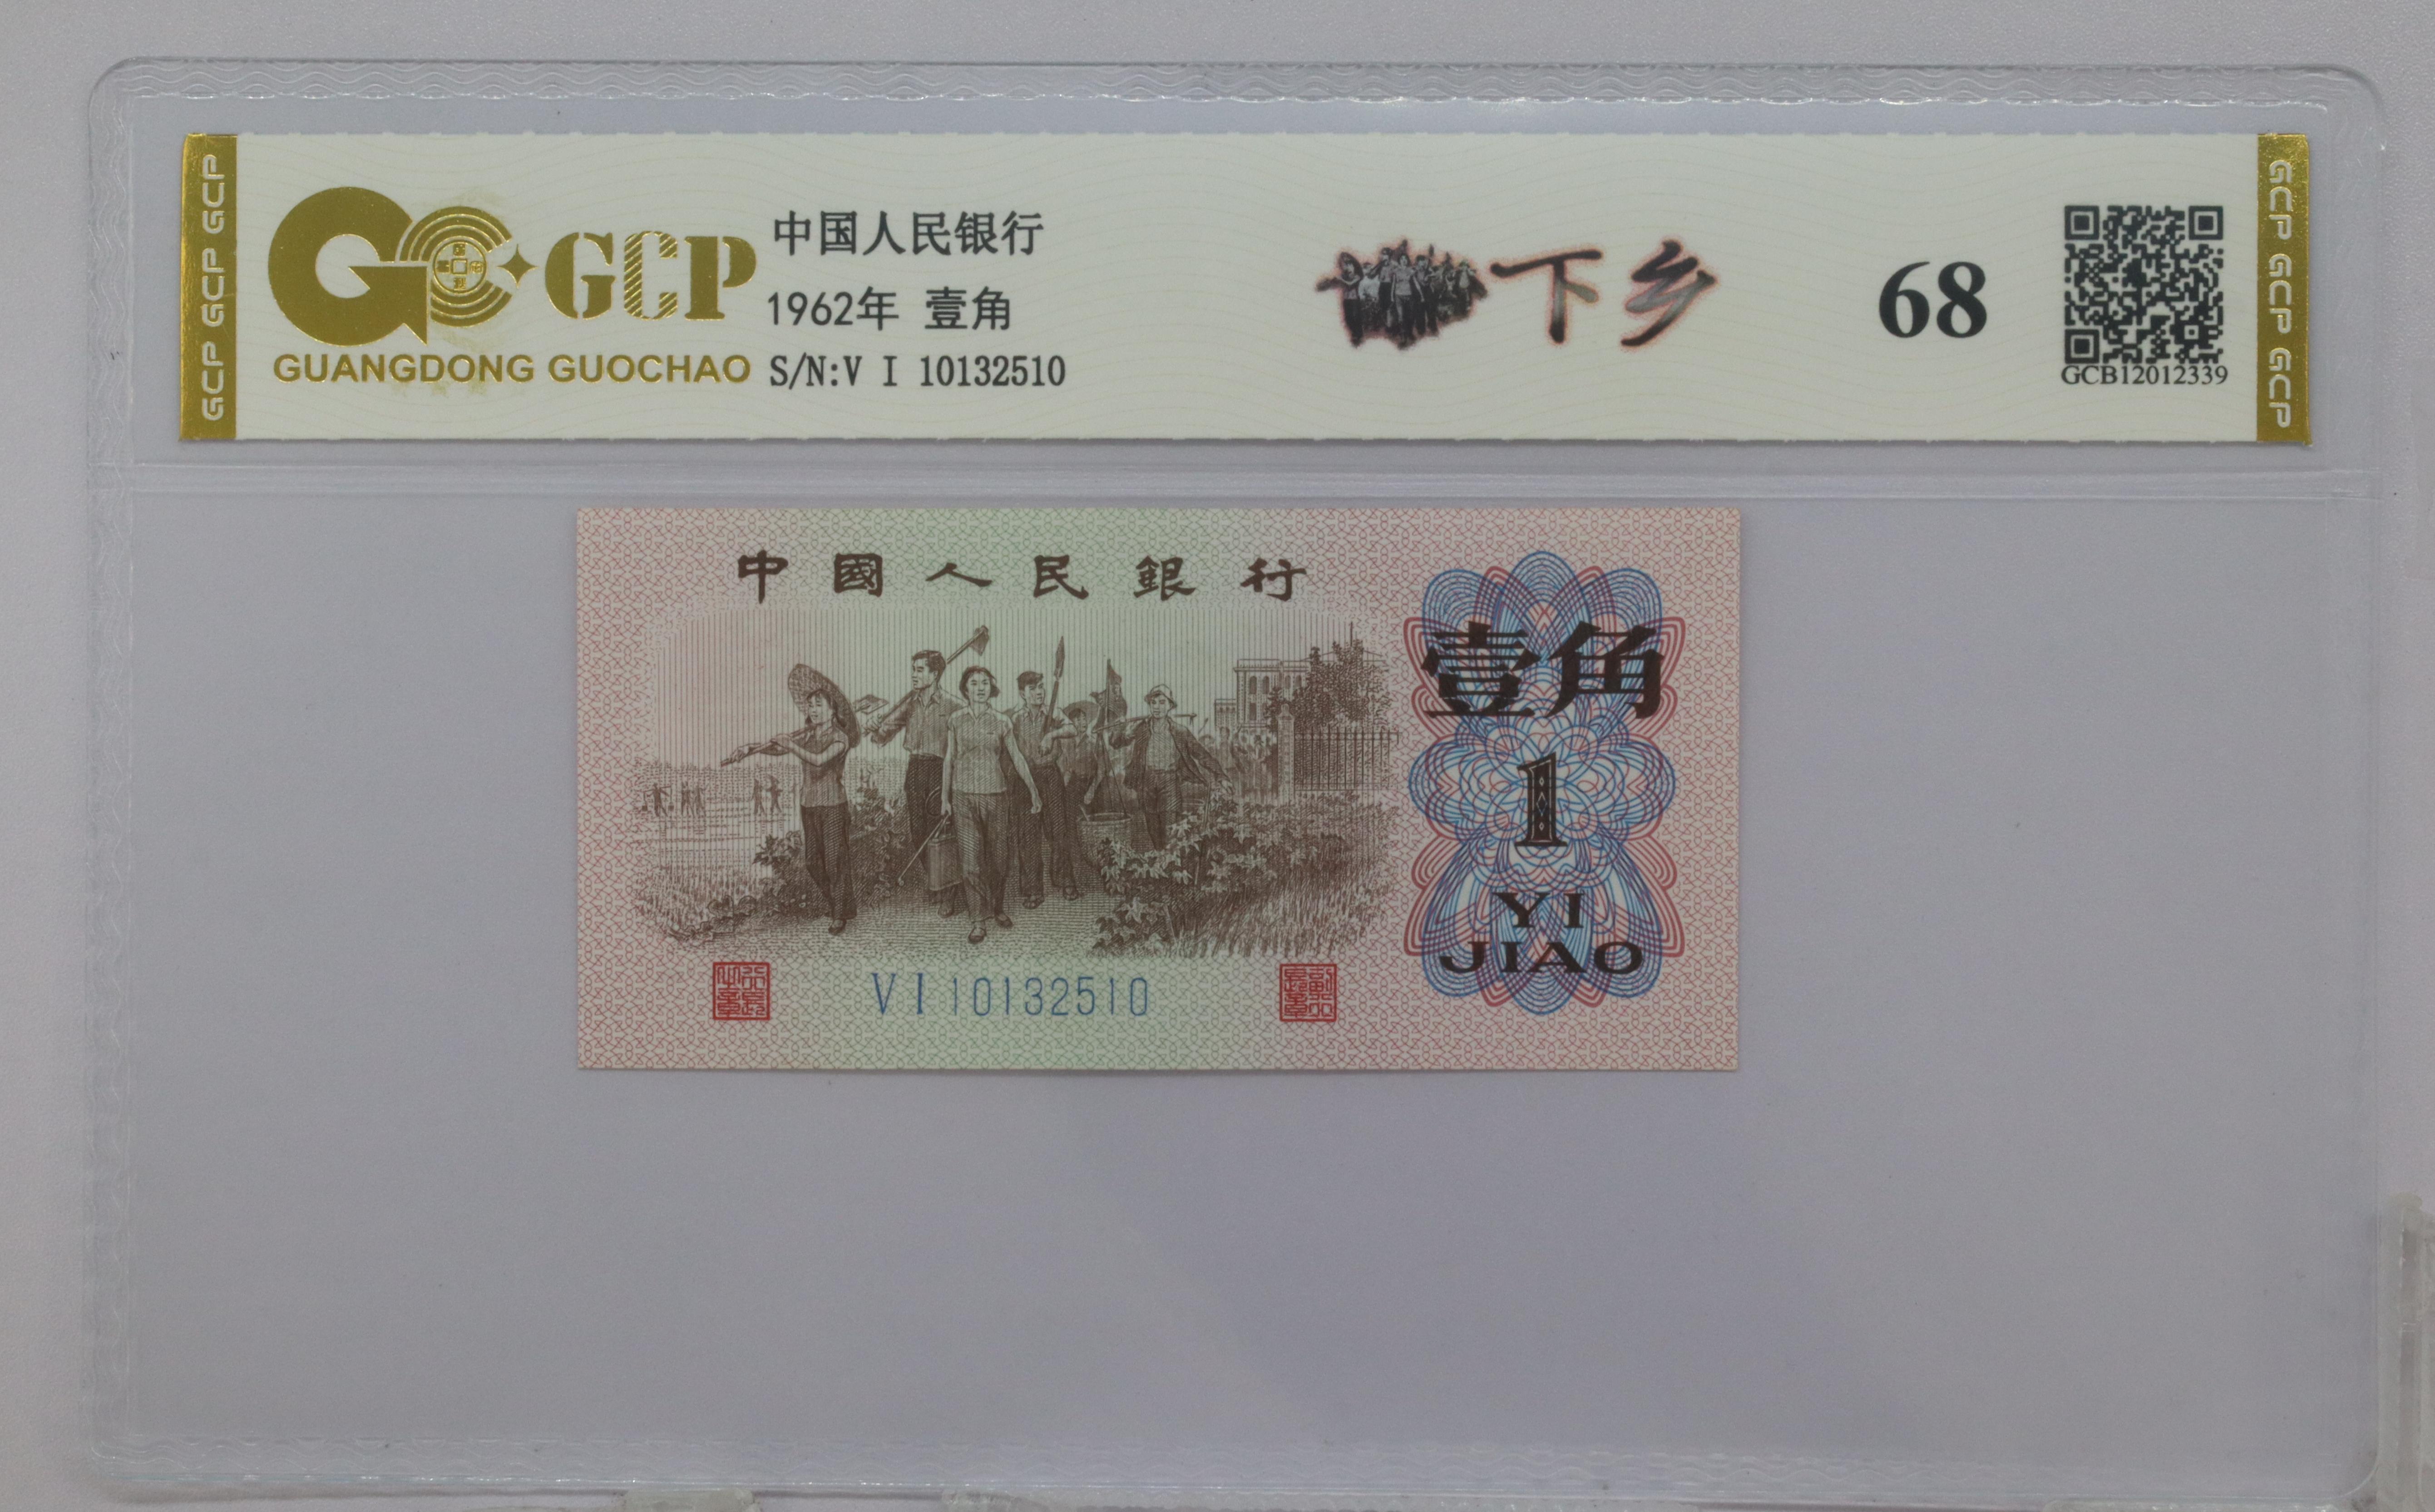 GCP GCP GCP
GCP
GUANGDONG GUOCHAO
中国人民银行
1962年 壹角
S/N:V I 10132510
下乡
68
GCB12012339
GCP GCP GCP
中國人民銀行
壹角
1
YI
JIAO
VI 10132510